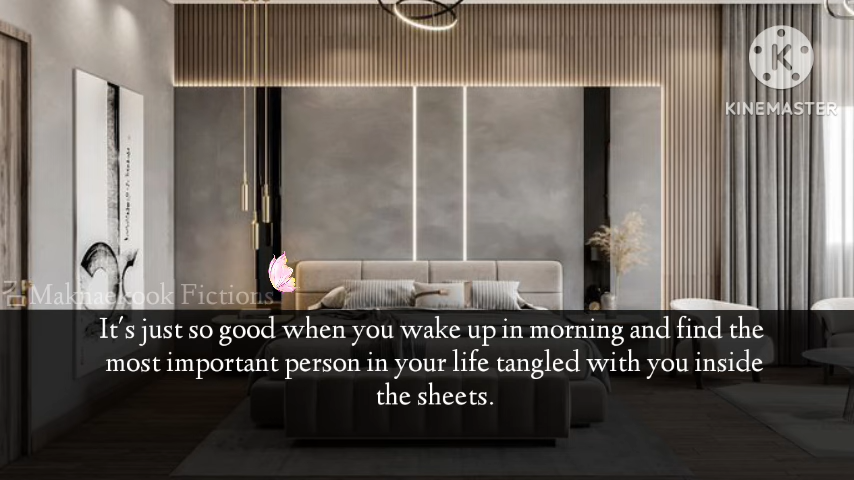 KINEMASTER
Maknaekook Fictions
It's just so good when you wake up in morning and find the
most important person in your life tangled with you inside
the sheets.